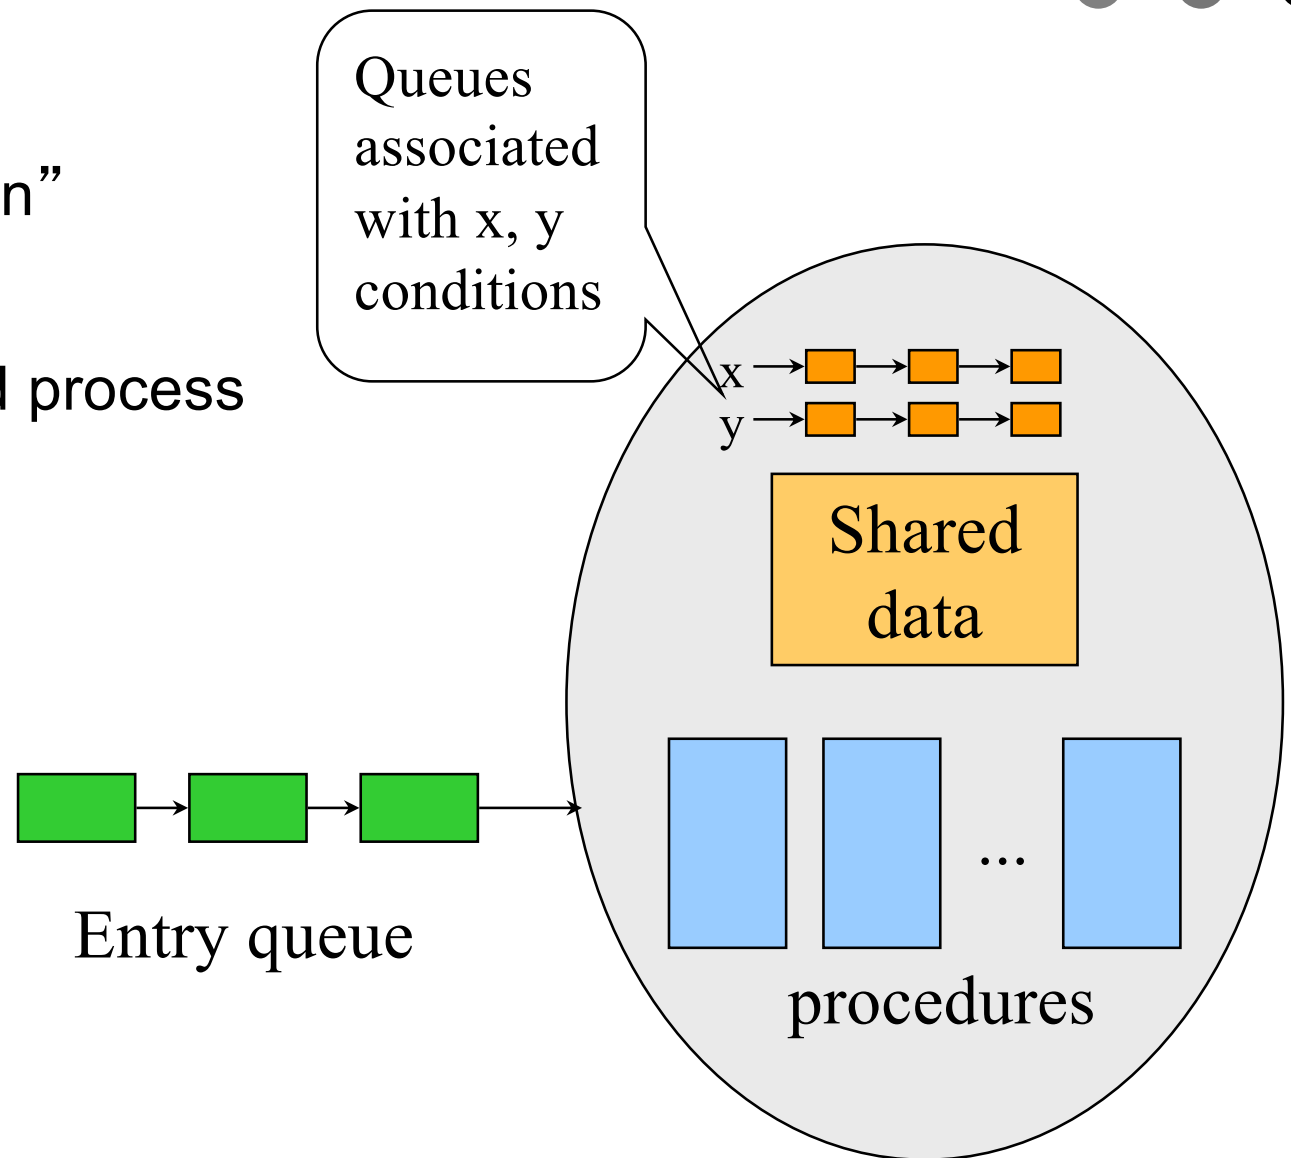 Queues
associated
with x, y
conditions
n”
process
x
y
Shared
data
...
procedures
Entry queue